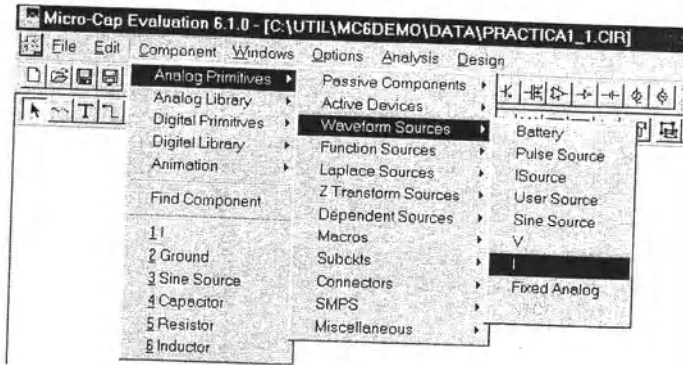 Micro-Cap Evaluation 6.1.0 - [C:\UTIL\MC6DEMO\DATA\PRACTICA1_1.CIR]
File Edit Component Windows Options Analysis Design
T
Analog Primitives
Analog Library
Digital Primitives
Digital Library
Animation
Find Component
1 I
2 Ground
3 Sine Source
4 Capacitor
5 Resistor
6 Inductor
Passive Components
Active Devices
Waveform Sources
Function Sources
Laplace Sources
Z Transform Sources
Dependent Sources
Macros
Subckts
Connectors
SMPS
Miscellaneous
Battery
Pulse Source
ISource
User Source
Sine Source
V
I
Fixed Analog